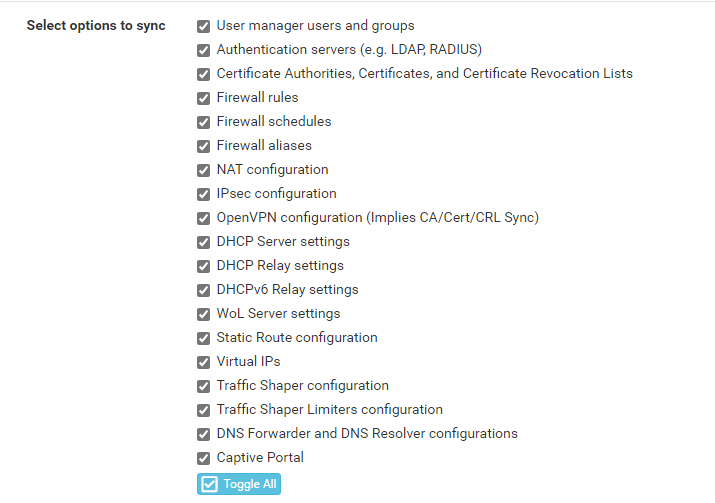 Select options to sync
User manager users and groups
Authentication servers (e.g. LDAP, RADIUS)
Certificate Authorities, Certificates, and Certificate Revocation Lists
Firewall rules
Firewall schedules
Firewall aliases
NAT configuration
IPsec configuration
OpenVPN configuration (Implies CA/Cert/CRL Sync)
DHCP Server settings
DHCP Relay settings
DHCPv6 Relay settings
WoL Server settings
Static Route configuration
Virtual IPs
Traffic Shaper configuration
Traffic Shaper Limiters configuration
DNS Forwarder and DNS Resolver configurations
Captive Portal
Toggle All